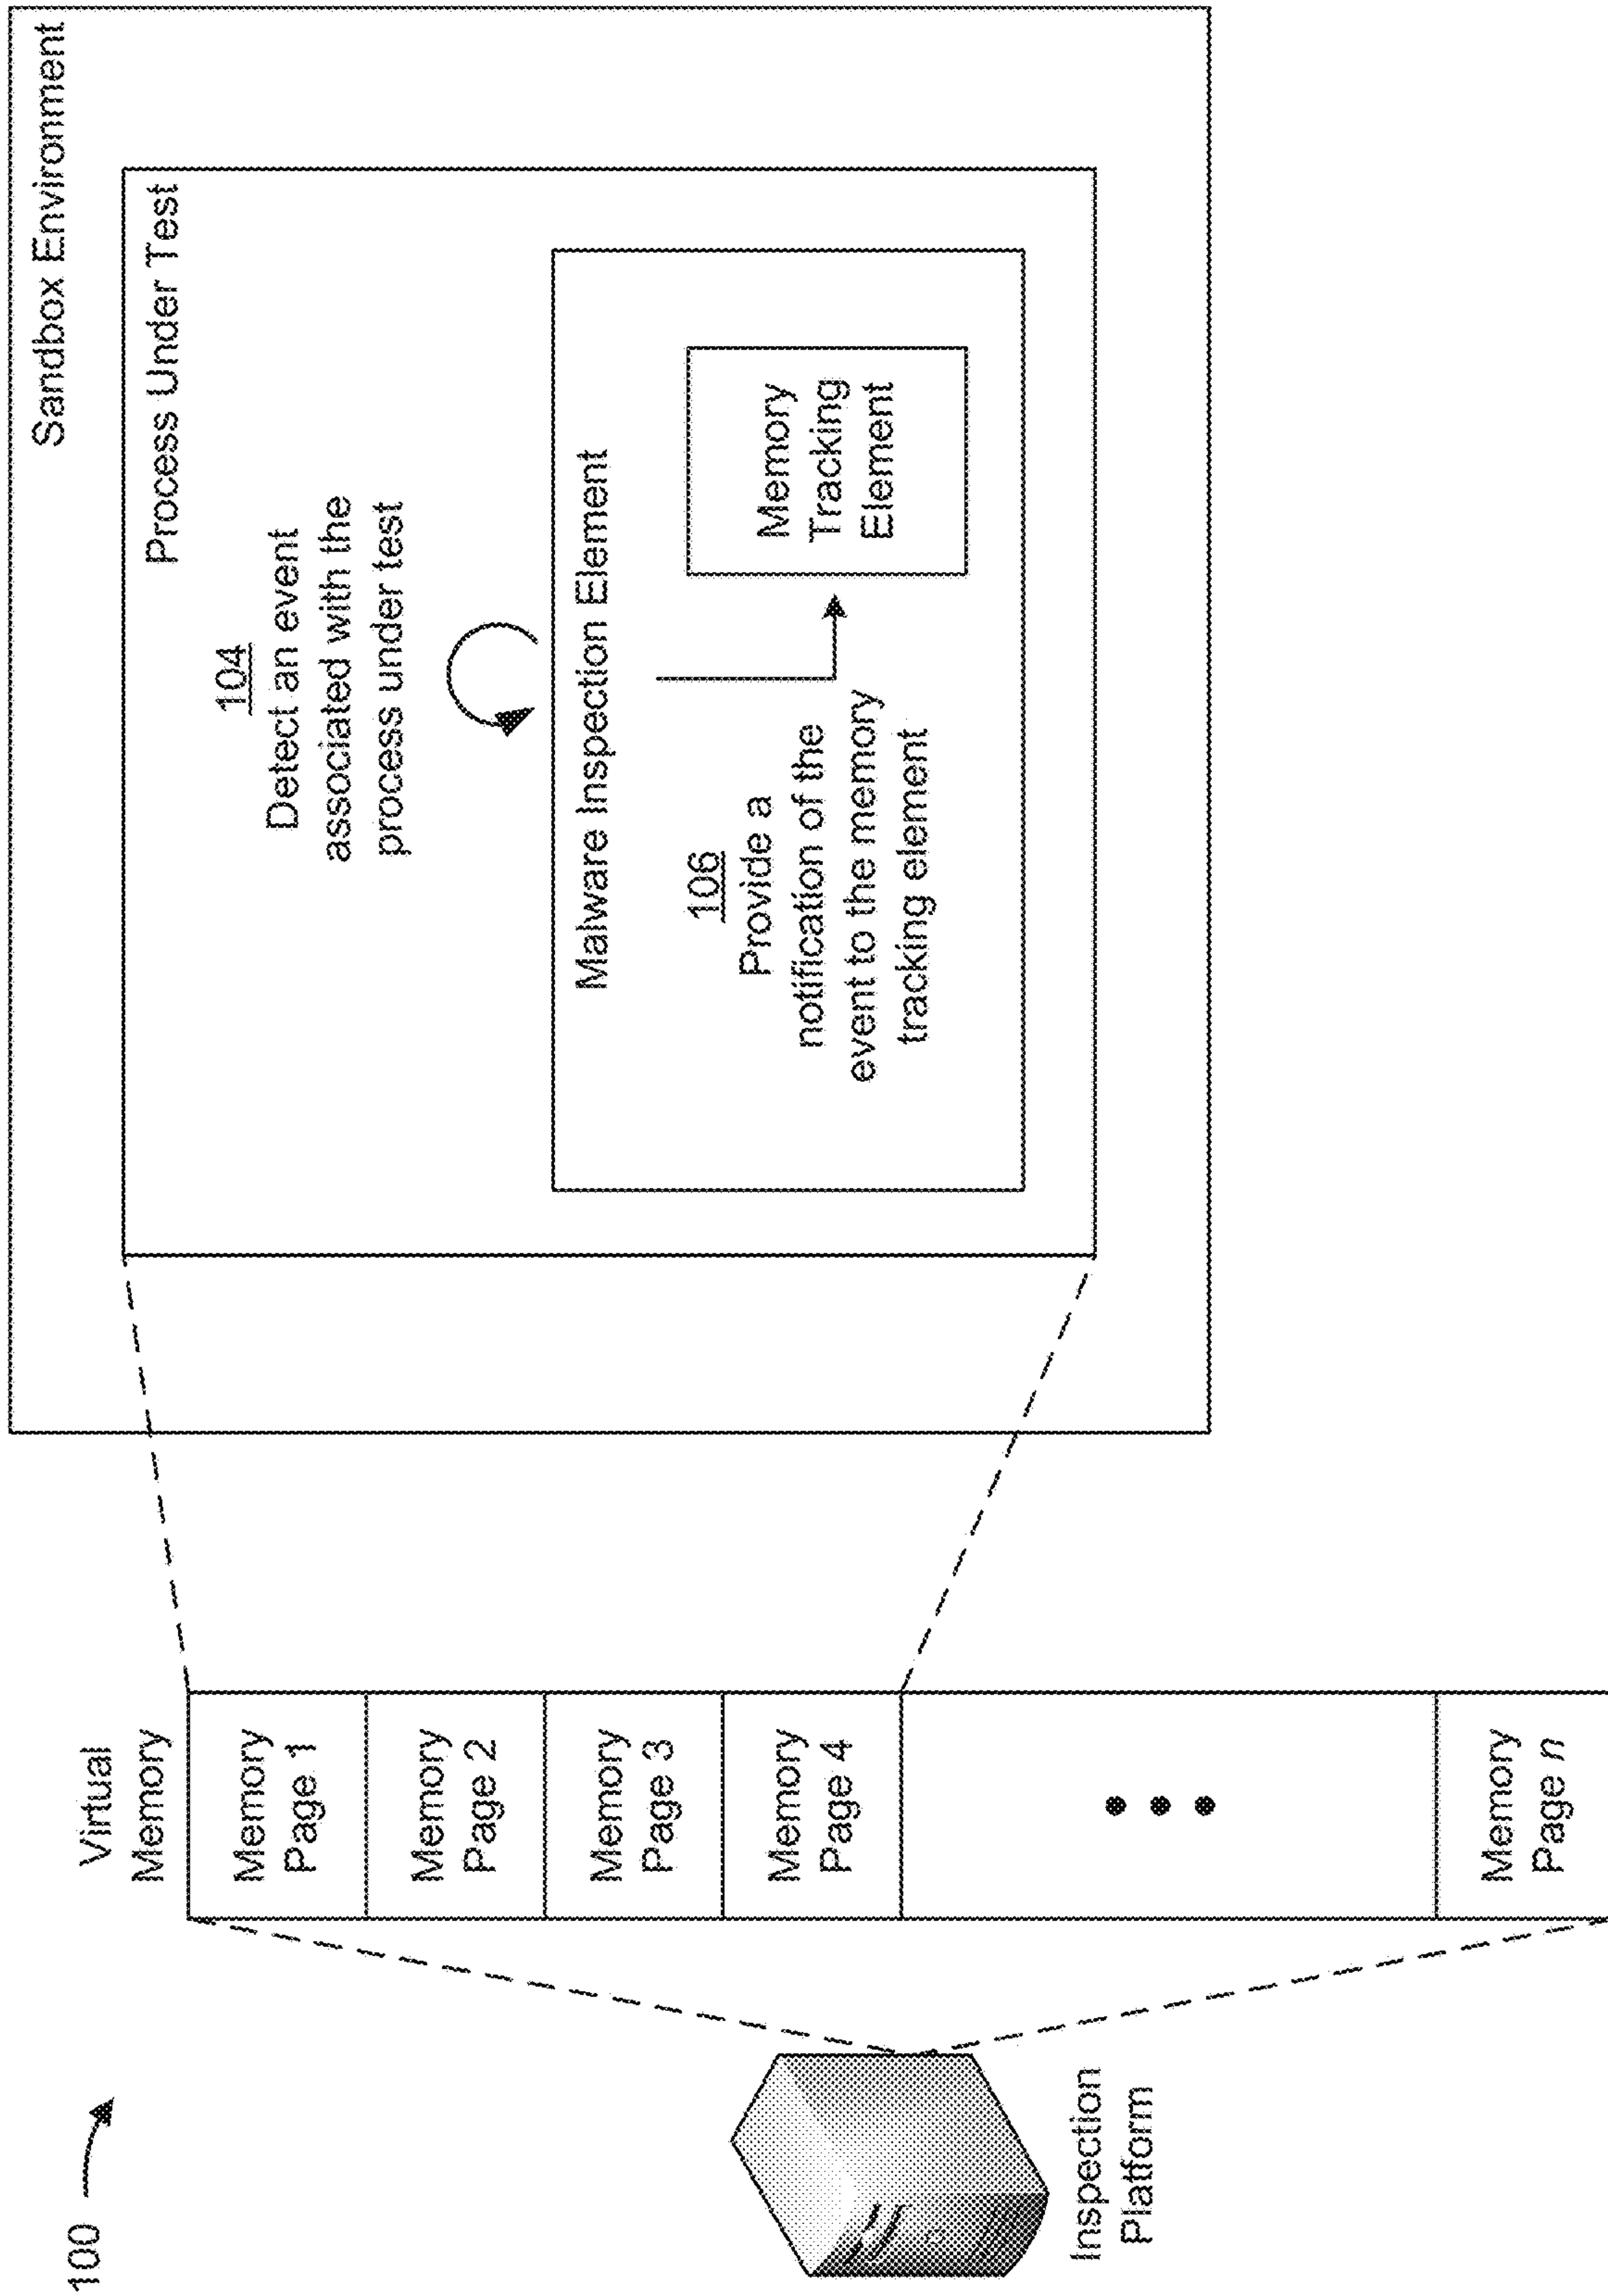 100
Inspection
Platform
Virtual
Memory
Memory
Page 1
Memory
Page 2
Memory
Page 3
Memory
Page 4
Memory
Page n
Sandbox Environment
Process Under Test
104
Detect an event
associated with the
process under test
Malware Inspection Element
106
Provide a
notification of the
event to the memory
tracking element
Memory
Tracking
Element